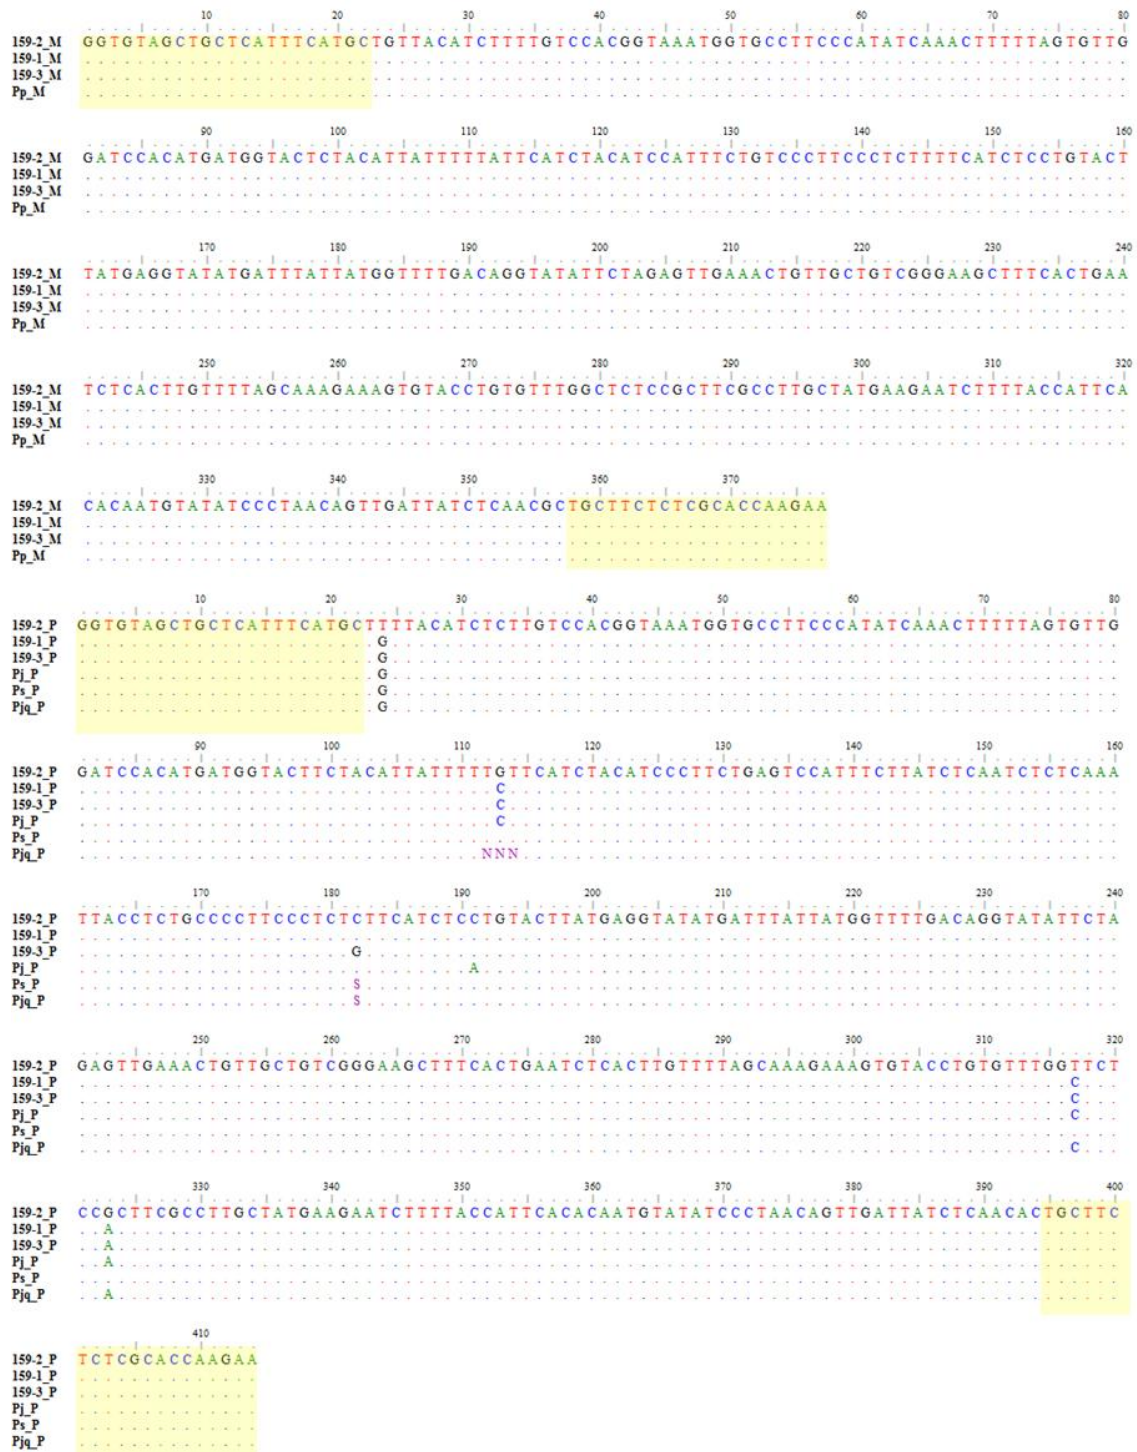 10 20 30 40 50 60 70 80
159-2_M GGTGTAGCTGCTCATTTCATGCTGTTACATCTTTTGTCCACGGTAAATGGTGCCTTCCCATATCAAACTTTTTAGTGTTG
159-1_M
159-3_M
Pp_M
90 100 110 120 130 140 150 160
159-2_M GATCCACATGATGGTACTCTACATTATTTTTATTCATCTACATCCATTTCTGTCCCTTCCCTCTTTTCATCTCCTGTACT
159-1_M
159-3_M
Pp_M
170 180 190 200 210 220 230 240
159-2_M TATGAGGTATATGATTTATTATGGTTTTGACAGGTATATTCTAGAGTTGAAACTGTTGCTGTCGGGAAGCTTTCACTGAA
159-1_M
159-3_M
Pp_M
250 260 270 280 290 300 310 320
159-2_M TCTCACTTGTTTTAGCAAAGAAAGTGTACCTGTGTTTGGCTCTCCGCTTCGCCTTGCTATGAAGAATCTTTTACCATTCA
159-1_M
159-3_M
Pp_M
330 340 350 360 370
159-2_M CACAATGTATATCCCTAACAGTTGATTATCTCAACGCTGCTTCTCTCGCACCAAGAA
159-1_M
159-3_M
Pp_M
10 20 30 40 50 60 70 80
159-2_P GGTGTAGCTGCTCATTTCATGCTTTTACATCTCTTGTCCACGGTAAATGGTGCCTTCCCATATCAAACTTTTTAGTGTTG
159-1_P G
159-3_P G
Pj_P G
Ps_P G
Pjq_P G
90 100 110 120 130 140 150 160
159-2_P GATCCACATGATGGTACTTCTACATTATTTTTGTTCATCTACATCCCTTCTGAGTCCATTTCTTATCTCAATCTCTCAAA
159-1_P C
159-3_P C
Pj_P C
Ps_P
Pjq_P NNN
170 180 190 200 210 220 230 240
159-2_P TTACCTCTGCCCCTTCCCTCTCTTCATCTCCTGTACTTATGAGGTATATGATTTATTATGGTTTTGACAGGTATATTCTA
159-1_P
159-3_P G
Pj_P A
Ps_P S
Pjq_P S
250 260 270 280 290 300 310 320
159-2_P GAGTTGAAACTGTTGCTGTCGGGAAGCTTTCACTGAATCTCACTTGTTTTAGCAAAGAAAGTGTACCTGTGTTTGGTTCT
159-1_P C
159-3_P C
Pj_P C
Ps_P
Pjq_P C
330 340 350 360 370 380 390 400
159-2_P CCGCTTCGCCTTGCTATGAAGAATCTTTTACCATTCACACAATGTATATCCCTAACAGTTGATTATCTCAACACTGCTTC
159-1_P A
159-3_P A
Pj_P A
Ps_P
Pjq_P A
410
159-2_P TCTCGCACCAAGAA
159-1_P
159-3_P
Pj_P
Ps_P
Pjq_P